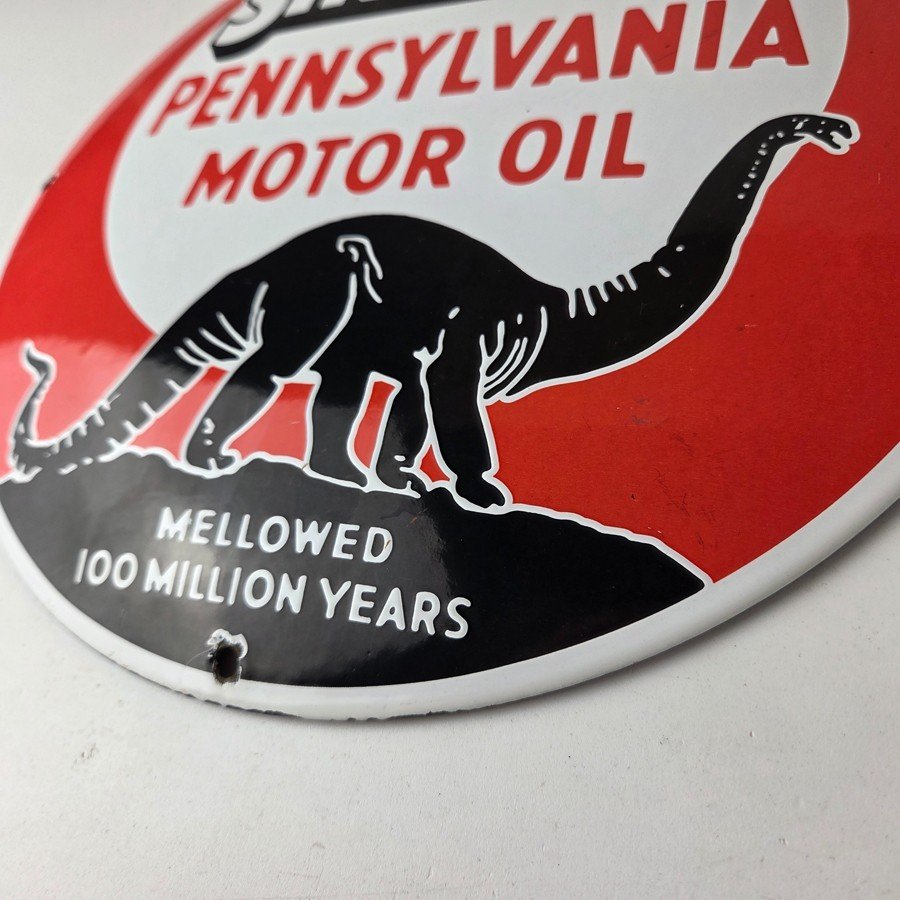 PENNSYLVANIA
MOTOR OIL
MELLOWED
100 MILLION YEARS